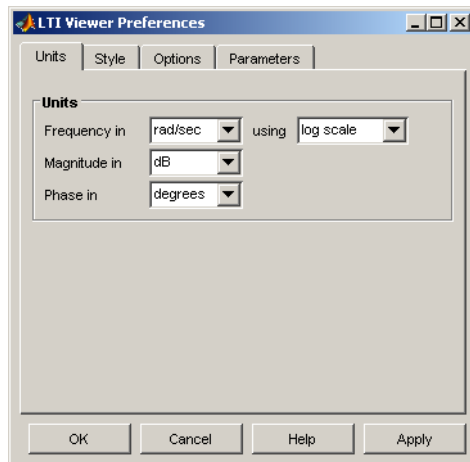 LTI Viewer Preferences
Units Style Options Parameters
Units
Frequency in rad/sec using log scale
Magnitude in dB
Phase in degrees
OK Cancel Help Apply